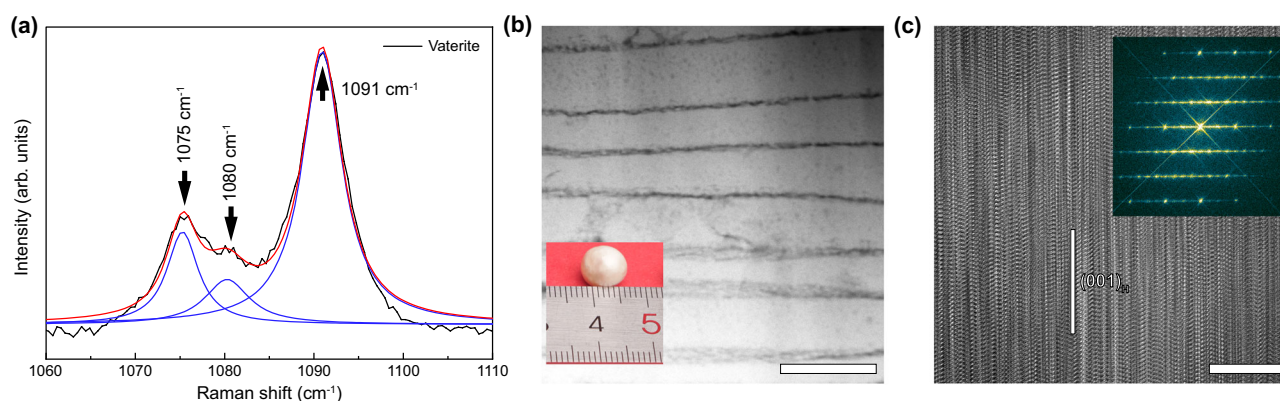 (a)
Vaterite
1075 cm-1
1080 cm-1
1091 cm-1
Intensity (arb. units)
1060
1070
1080
1090
1100
1110
Raman shift (cm-1)
(b)
4
5
(c)
(001)H